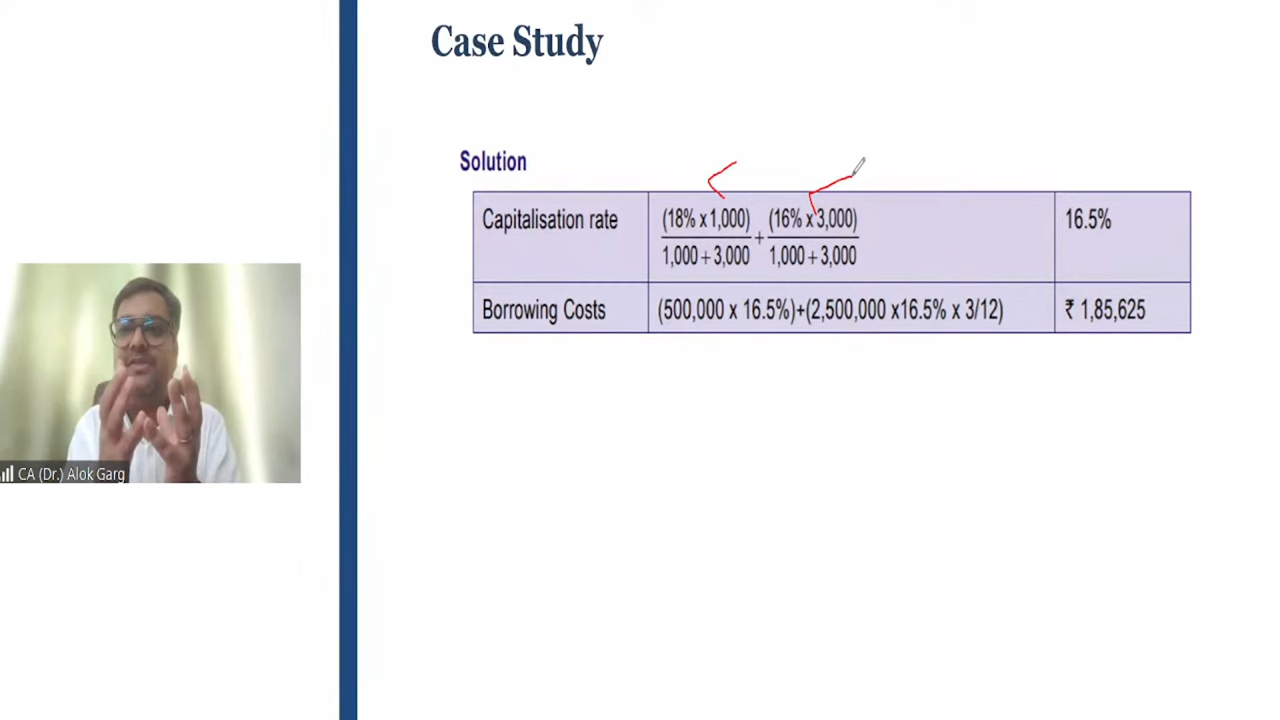 Case Study
Solution
Capitalisation rate
(18% x 1,000)
1,000 + 3,000
+
(16% x 3,000)
1,000 + 3,000
16.5%
Borrowing Costs
(500,000 x 16.5%)+(2,500,000 x16.5% x 3/12)
₹ 1,85,625
CA (Dr.) Alok Garg